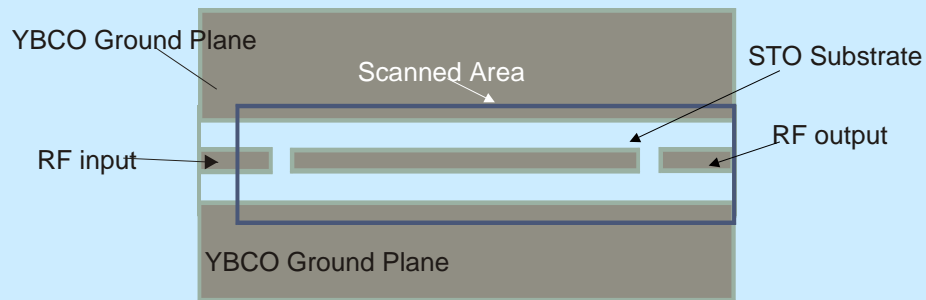 YBCO Ground Plane
Scanned Area
STO Substrate
RF input
RF output
YBCO Ground Plane